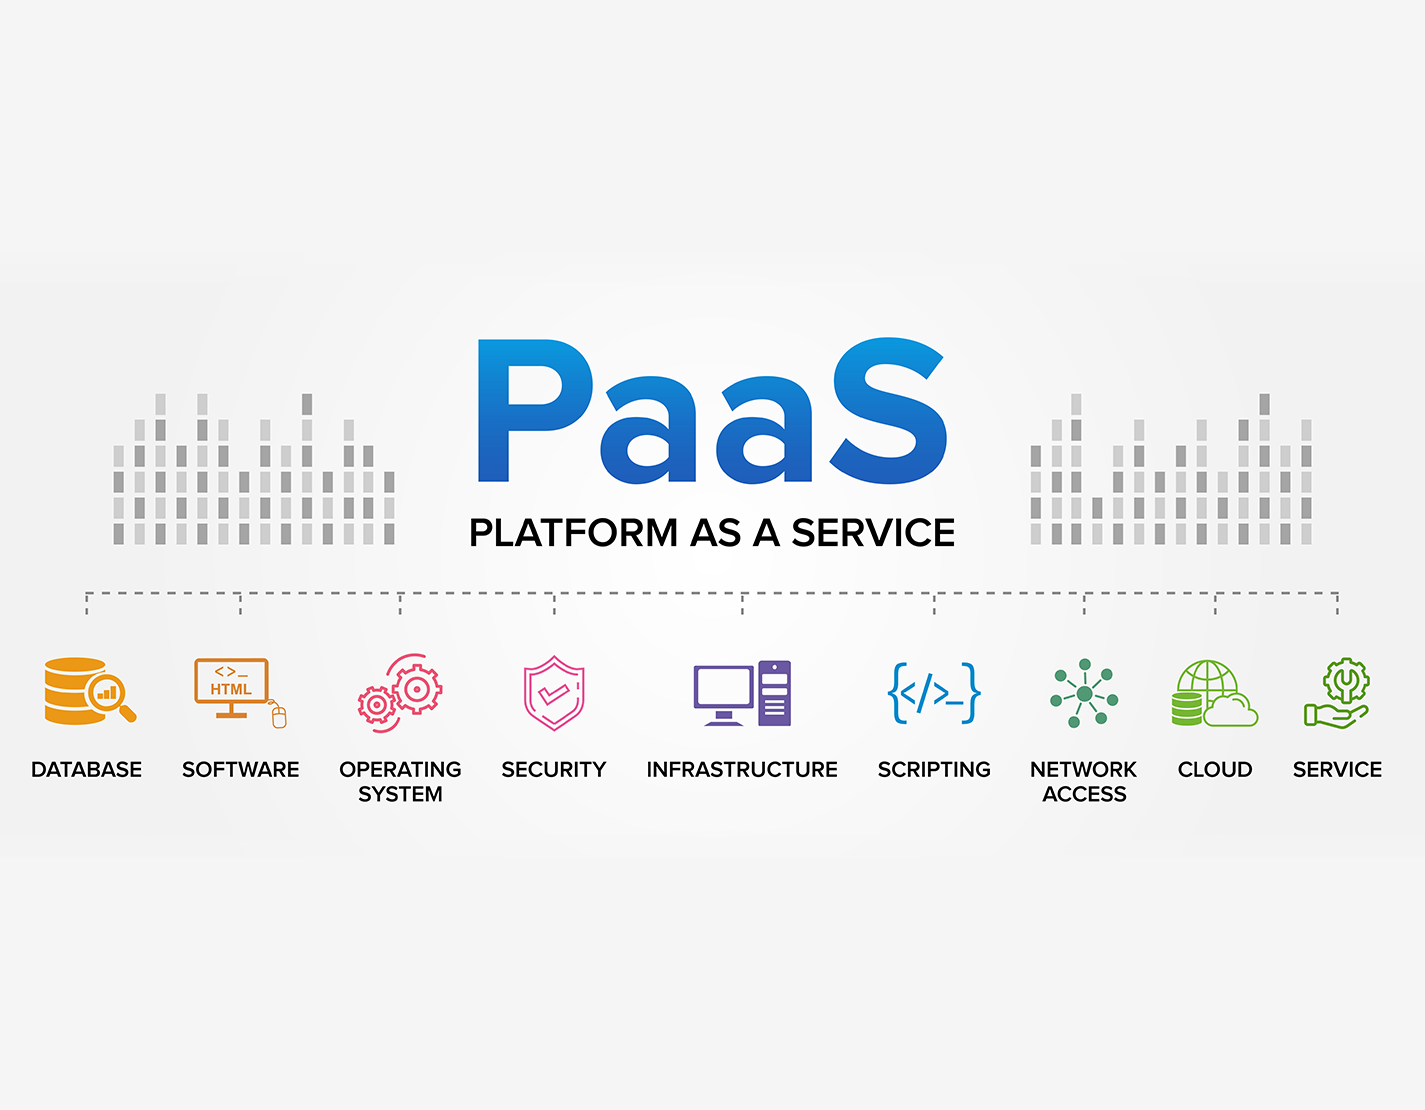 PaaS
PLATFORM AS A SERVICE
<>_
HTML
</>_
DATABASE
SOFTWARE
OPERATING
SYSTEM
SECURITY
INFRASTRUCTURE
SCRIPTING
NETWORK
ACCESS
CLOUD
SERVICE